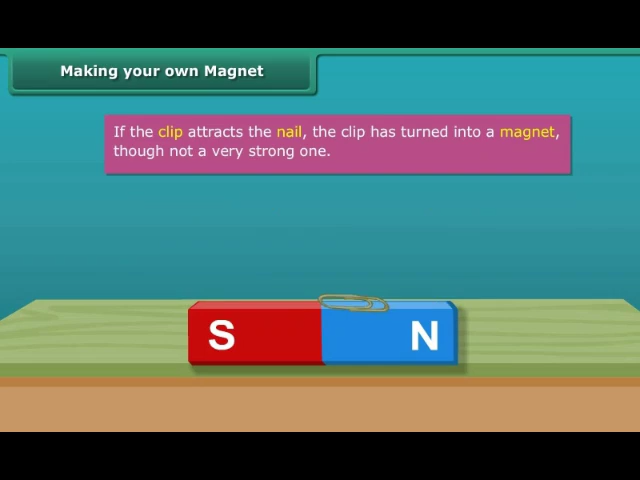 Making your own Magnet
If the clip attracts the nail, the clip has turned into a magnet,
though not a very strong one.
S N